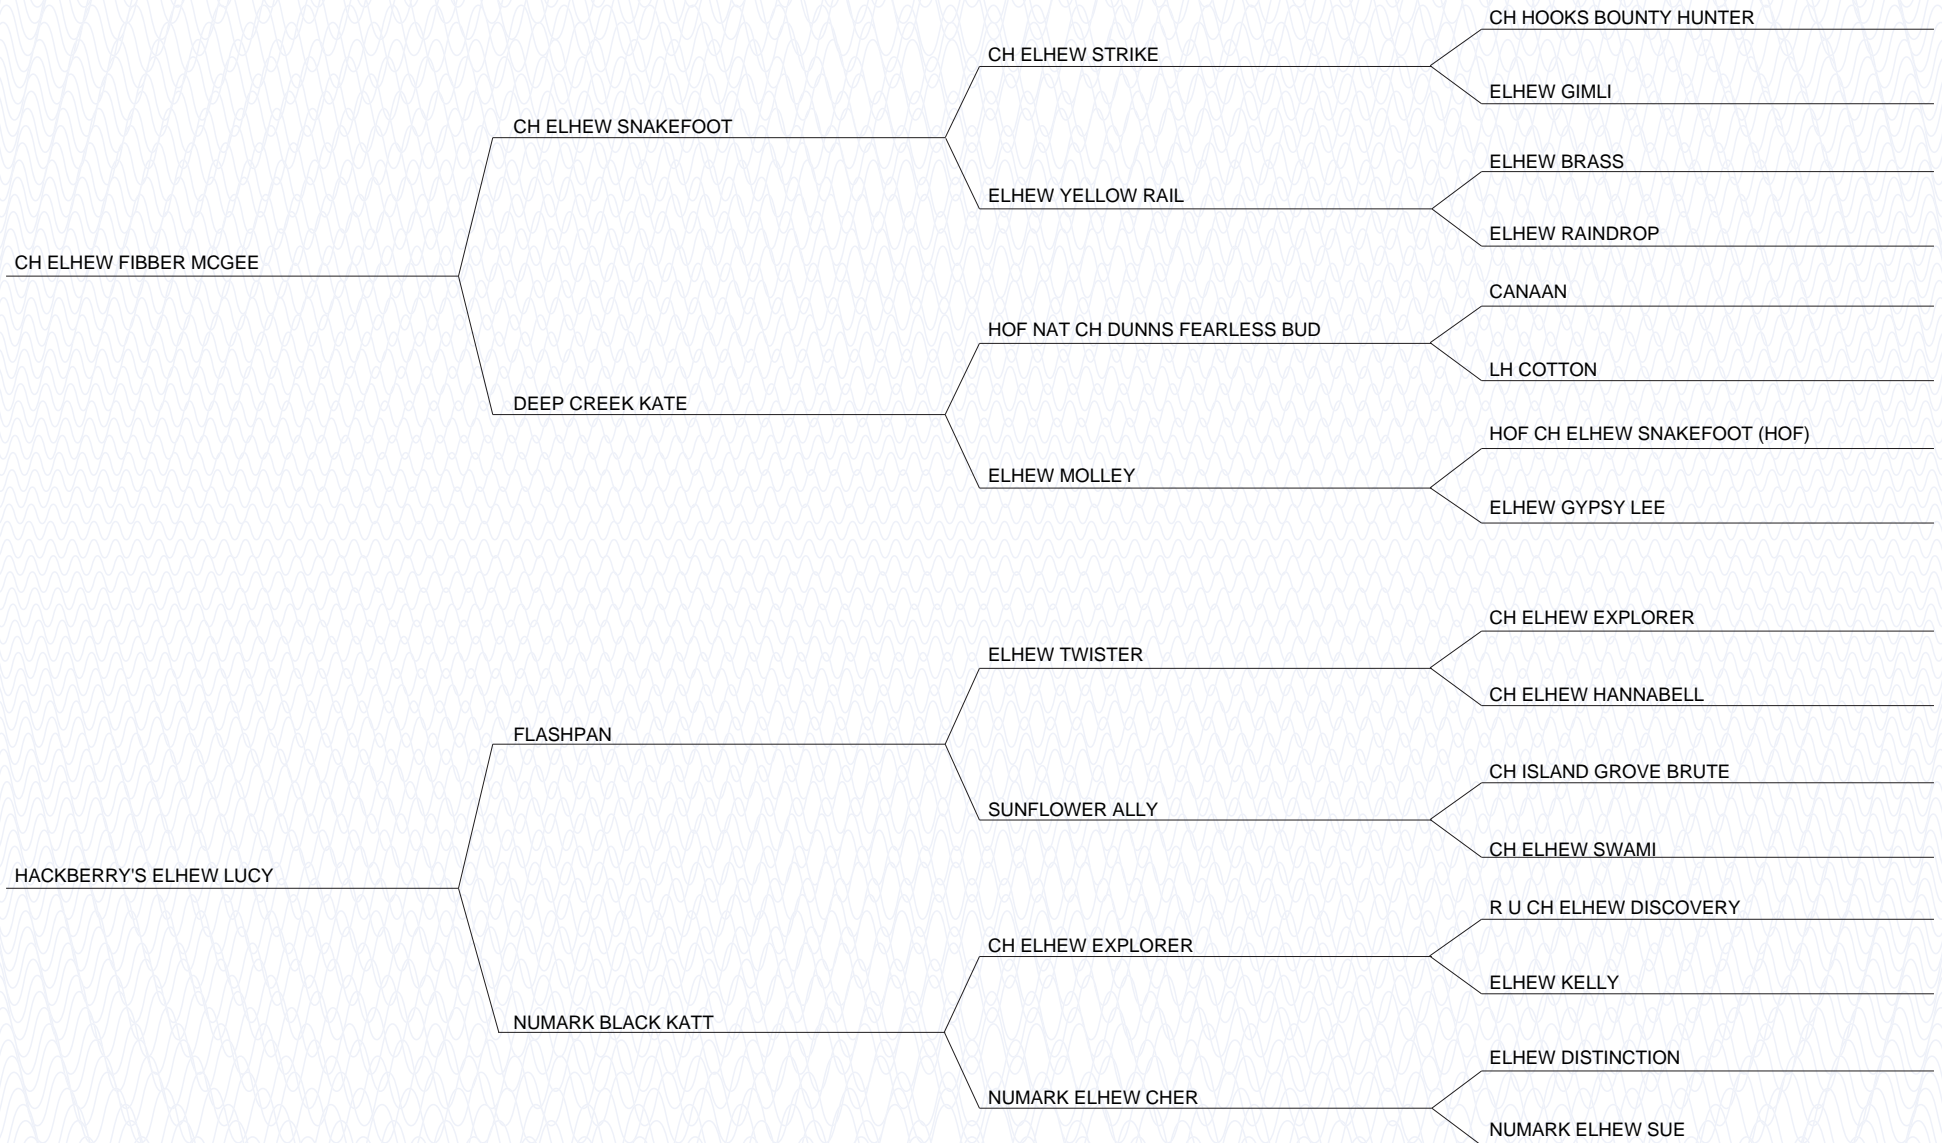 CH HOOKS BOUNTY HUNTER
CH ELHEW STRIKE
ELHEW GIMLI
CH ELHEW SNAKEFOOT
ELHEW BRASS
ELHEW YELLOW RAIL
ELHEW RAINDROP
CH ELHEW FIBBER MCGEE
CANAAN
HOF NAT CH DUNNS FEARLESS BUD
LH COTTON
DEEP CREEK KATE
HOF CH ELHEW SNAKEFOOT (HOF)
ELHEW MOLLEY
ELHEW GYPSY LEE
CH ELHEW EXPLORER
ELHEW TWISTER
CH ELHEW HANNABELL
FLASHPAN
CH ISLAND GROVE BRUTE
SUNFLOWER ALLY
CH ELHEW SWAMI
HACKBERRY'S ELHEW LUCY
R U CH ELHEW DISCOVERY
CH ELHEW EXPLORER
ELHEW KELLY
NUMARK BLACK KATT
ELHEW DISTINCTION
NUMARK ELHEW CHER
NUMARK ELHEW SUE